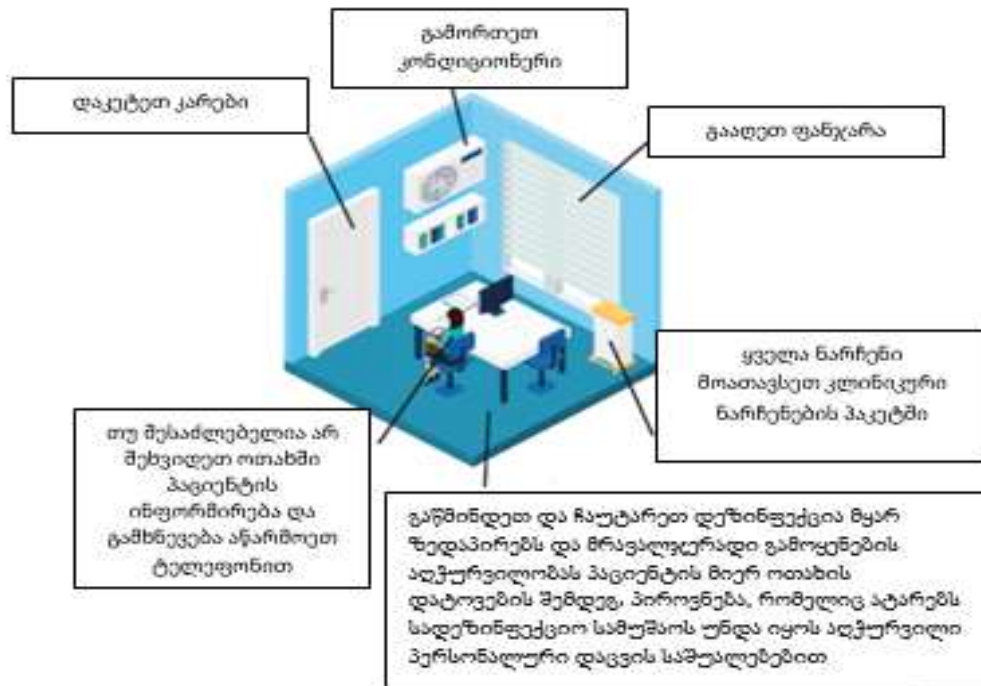 გამორთეთ
კონდიციონერი
დაკეტეთ კარები
გააღეთ ფანჯარა
ყველა ნარჩენი
მოათავსეთ კლინიკური
ნარჩენების პაკეტში
თუ შესაძლებელია არ
შეხვიდეთ ოთახში
პაციენტის
ინფორმირება და
გამხნევება აწარმოეთ
ტელეფონით
გაწმინდეთ და ჩაუტარეთ დეზინფექცია მყარ
ზედაპირებს და მრავალჯერადი გამოყენების
აღჭურვილობას პაციენტის მიერ ოთახის
დატოვების შემდეგ, პიროვნება, რომელიც ატარებს
სადეზინფექციო სამუშაოს უნდა იყოს აღჭურვილი
პერსონალური დაცვის საშუალებებით